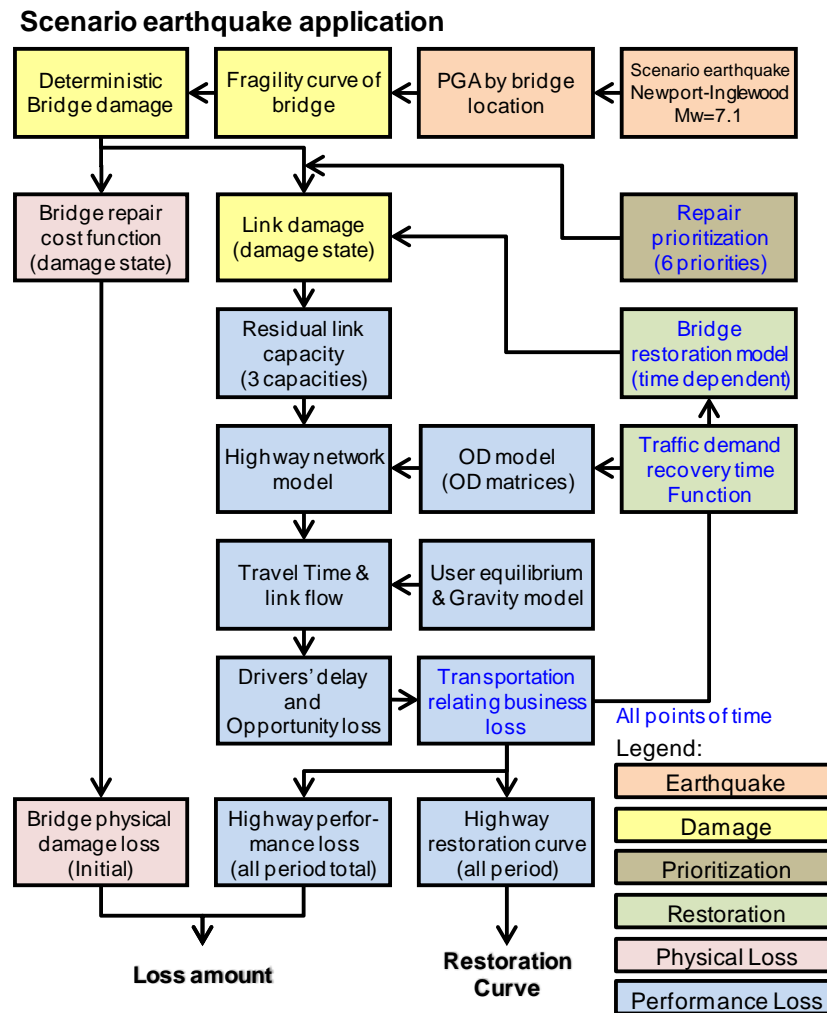 Scenario earthquake application
Deterministic
Bridge damage
Fragility curve of
bridge
PGA by bridge
location
Scenario earthquake
Newport-Inglewood
Mw=7.1
Bridge repair
cost function
(damage state)
Link damage
(damage state)
Repair
prioritization
(6 priorities)
Residual link
capacity
(3 capacities)
Bridge
restoration model
(time dependent)
Highway network
model
OD model
(OD matrices)
Traffic demand
recovery time
Function
Travel Time &
link flow
User equilibrium
& Gravity model
Drivers' delay
and
Opportunity loss
Transportation
relating business
loss
All points of time
Legend:
Earthquake
Damage
Prioritization
Restoration
Physical Loss
Performance Loss
Bridge physical
damage loss
(Initial)
Highway perfor-
mance loss
(all period total)
Highway
restoration curve
(all period)
Loss amount
Restoration
Curve